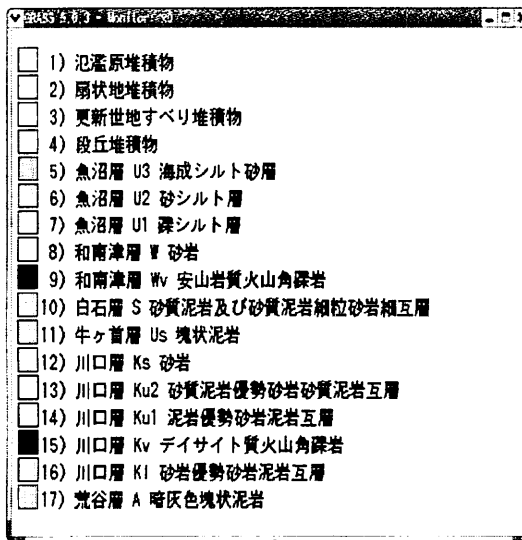 GRASS 5.0.3 - Monitor: x0
1) 氾濫原堆積物
2) 扇状地堆積物
3) 更新世地すべり堆積物
4) 段丘堆積物
5) 魚沼層 U3 海成シルト砂層
6) 魚沼層 U2 砂シルト層
7) 魚沼層 U1 礫シルト層
8) 和南津層 W 砂岩
9) 和南津層 Wv 安山岩質火山角礫岩
10) 白岩層 S 砂質泥岩及び砂質泥岩細粒砂岩細互層
11) 牛ヶ首層 Us 塊状泥岩
12) 川口層 Ks 砂岩
13) 川口層 Ku2 砂質泥岩優勢砂岩砂質泥岩互層
14) 川口層 Ku1 泥岩優勢砂岩泥岩互層
15) 川口層 Kv デイサイト質火山角礫岩
16) 川口層 Kl 砂岩優勢砂岩泥岩互層
17) 荒谷層 A 暗灰色塊状泥岩